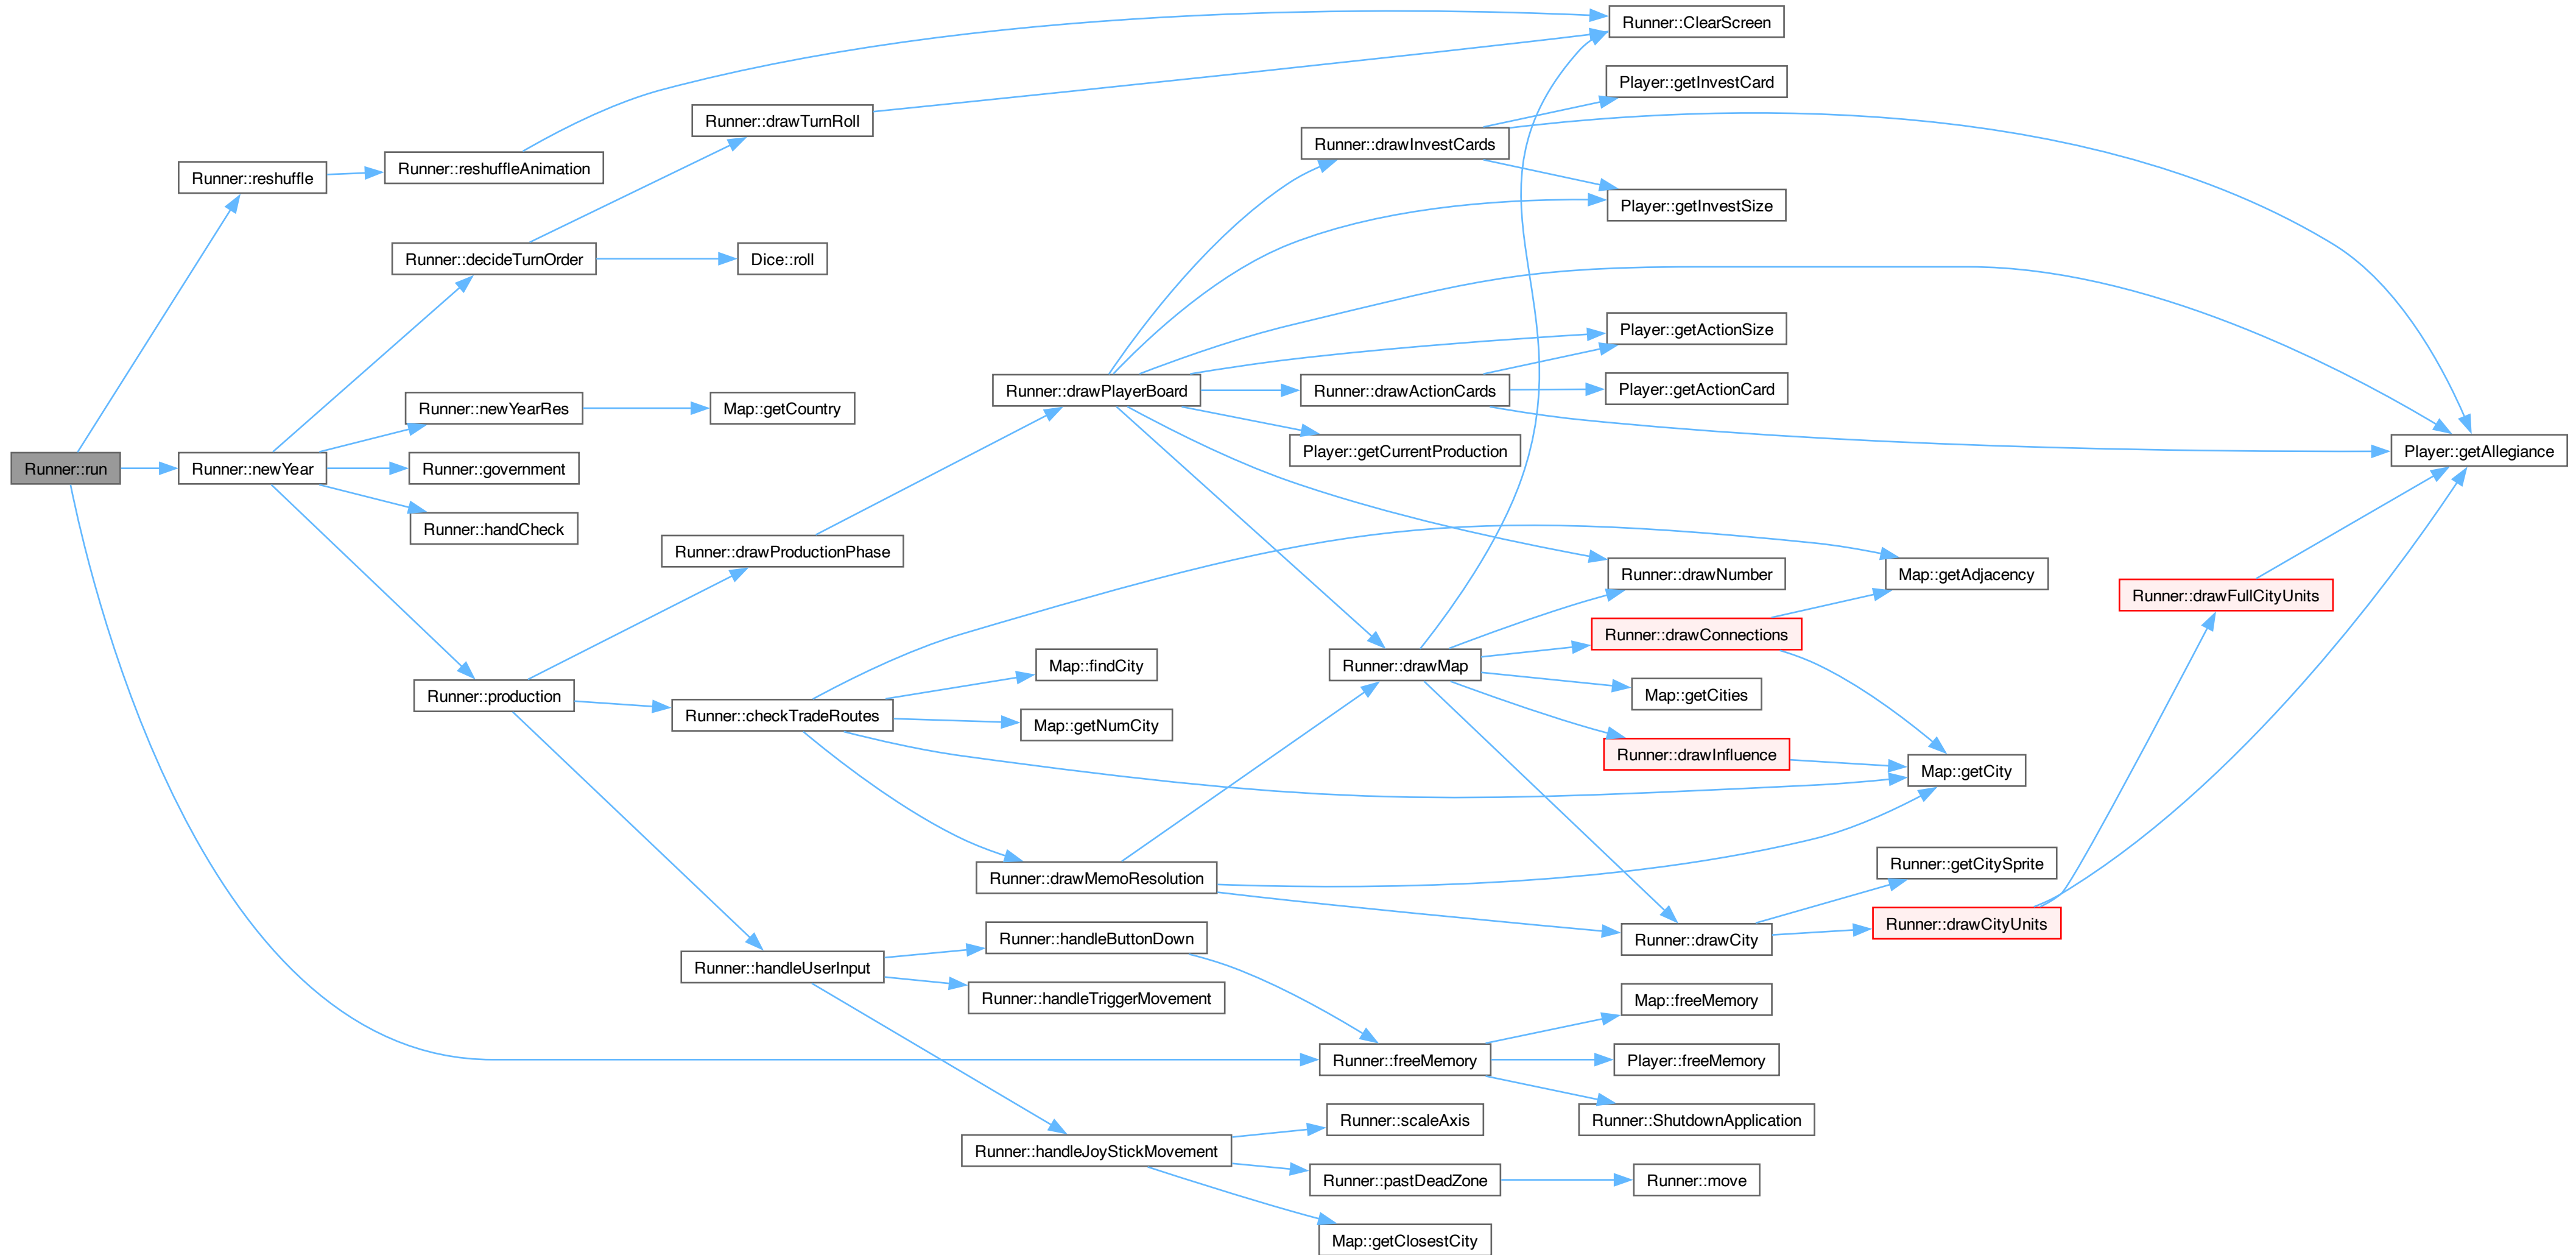 Runner::run
Runner::reshuffle
Runner::newYear
Runner::reshuffleAnimation
Runner::decideTurnOrder
Runner::newYearRes
Runner::government
Runner::handCheck
Runner::production
Runner::drawTurnRoll
Dice::roll
Map::getCountry
Runner::drawProductionPhase
Runner::checkTradeRoutes
Runner::handleUserInput
Runner::drawPlayerBoard
Map::findCity
Map::getNumCity
Runner::drawMemoResolution
Runner::handleButtonDown
Runner::handleTriggerMovement
Runner::handleJoyStickMovement
Runner::drawInvestCards
Runner::drawActionCards
Player::getCurrentProduction
Runner::drawMap
Runner::freeMemory
Runner::scaleAxis
Runner::pastDeadZone
Map::getClosestCity
Runner::ClearScreen
Player::getInvestCard
Player::getInvestSize
Player::getActionSize
Player::getActionCard
Runner::drawNumber
Runner::drawConnections
Map::getCities
Runner::drawInfluence
Runner::drawCity
Map::freeMemory
Player::freeMemory
Runner::ShutdownApplication
Runner::move
Map::getAdjacency
Map::getCity
Runner::getCitySprite
Runner::drawCityUnits
Runner::drawFullCityUnits
Player::getAllegiance